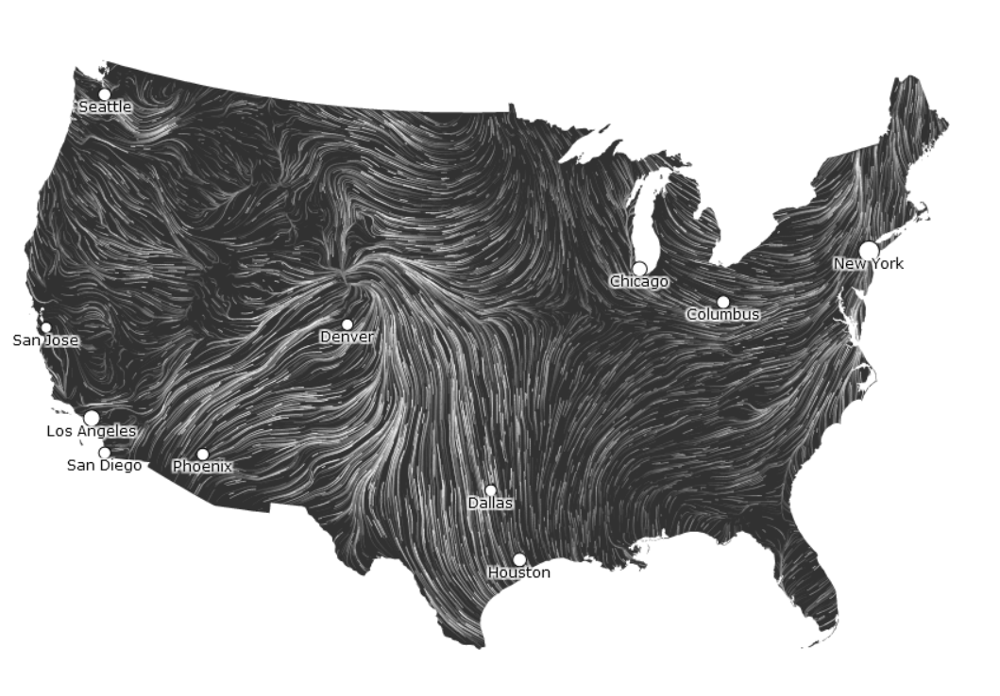 Seattle
New York
Chicago
Columbus
San Jose
Denver
Los Angeles
San Diego
Phoenix
Dallas
Houston